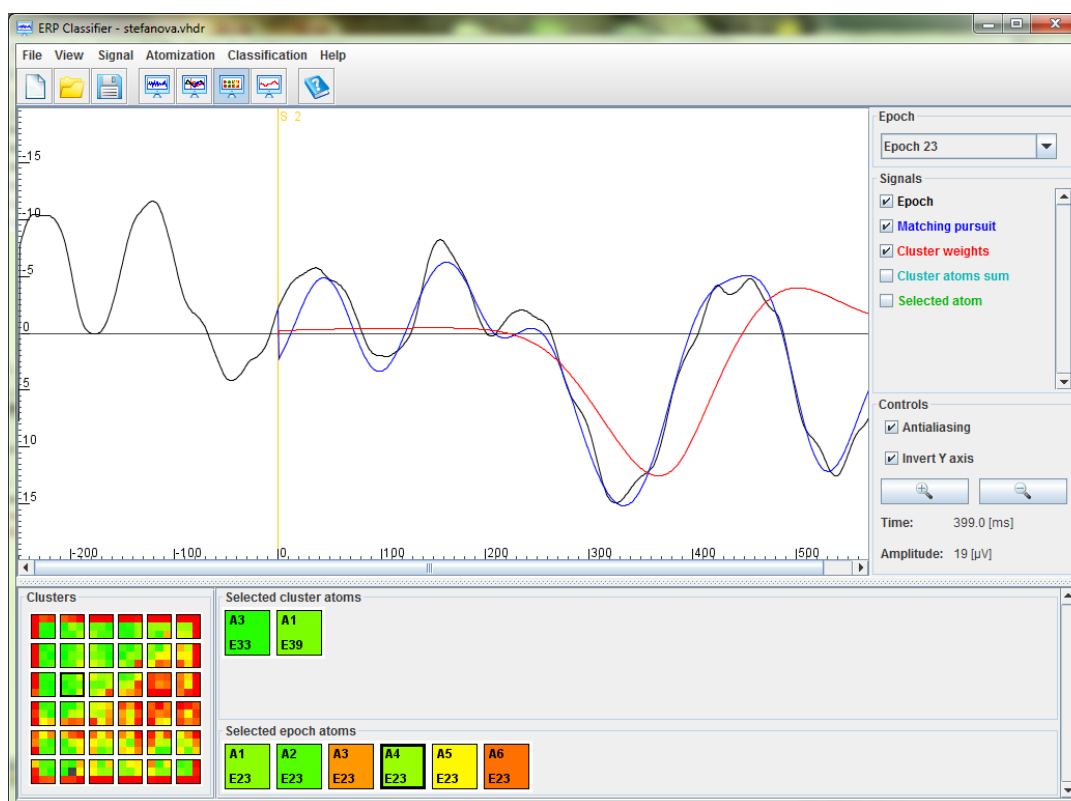 ERP Classifier - stefanova.vhdr
File View Signal Atomization Classification Help
S 2
-15
-10
-5
0
5
10
15
-200 -100 0 100 200 300 400 500
Epoch
Epoch 23
Signals
Epoch
Matching pursuit
Cluster weights
Cluster atoms sum
Selected atom
Controls
Antialiasing
Invert Y axis
Time: 399.0 [ms]
Amplitude: 19 [µV]
Clusters
Selected cluster atoms
A3 A1
E33 E39
Selected epoch atoms
A1 A2 A3 A4 A5 A6
E23 E23 E23 E23 E23 E23